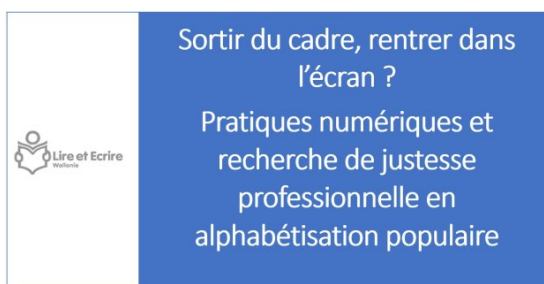 Lire et Ecrire
Wallonie
Sortir du cadre, rentrer dans
l'écran ?
Pratiques numériques et
recherche de justesse
professionnelle en
alphabétisation populaire